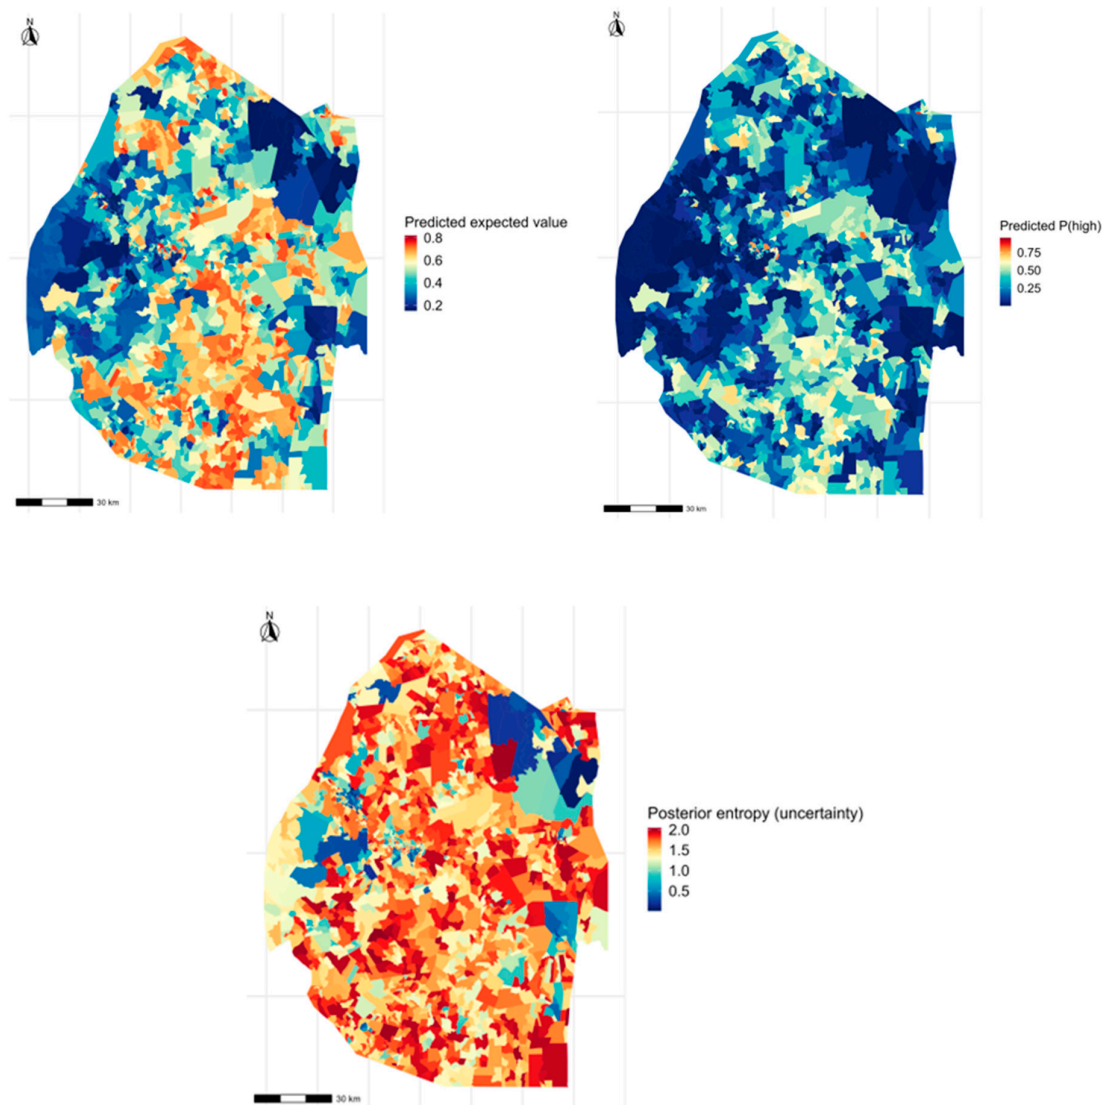 N
Predicted expected value
0.8
0.6
0.4
0.2
30 km
N
Predicted P(high)
0.75
0.50
0.25
30 km
N
Posterior entropy (uncertainty)
2.0
1.5
1.0
0.5
30 km